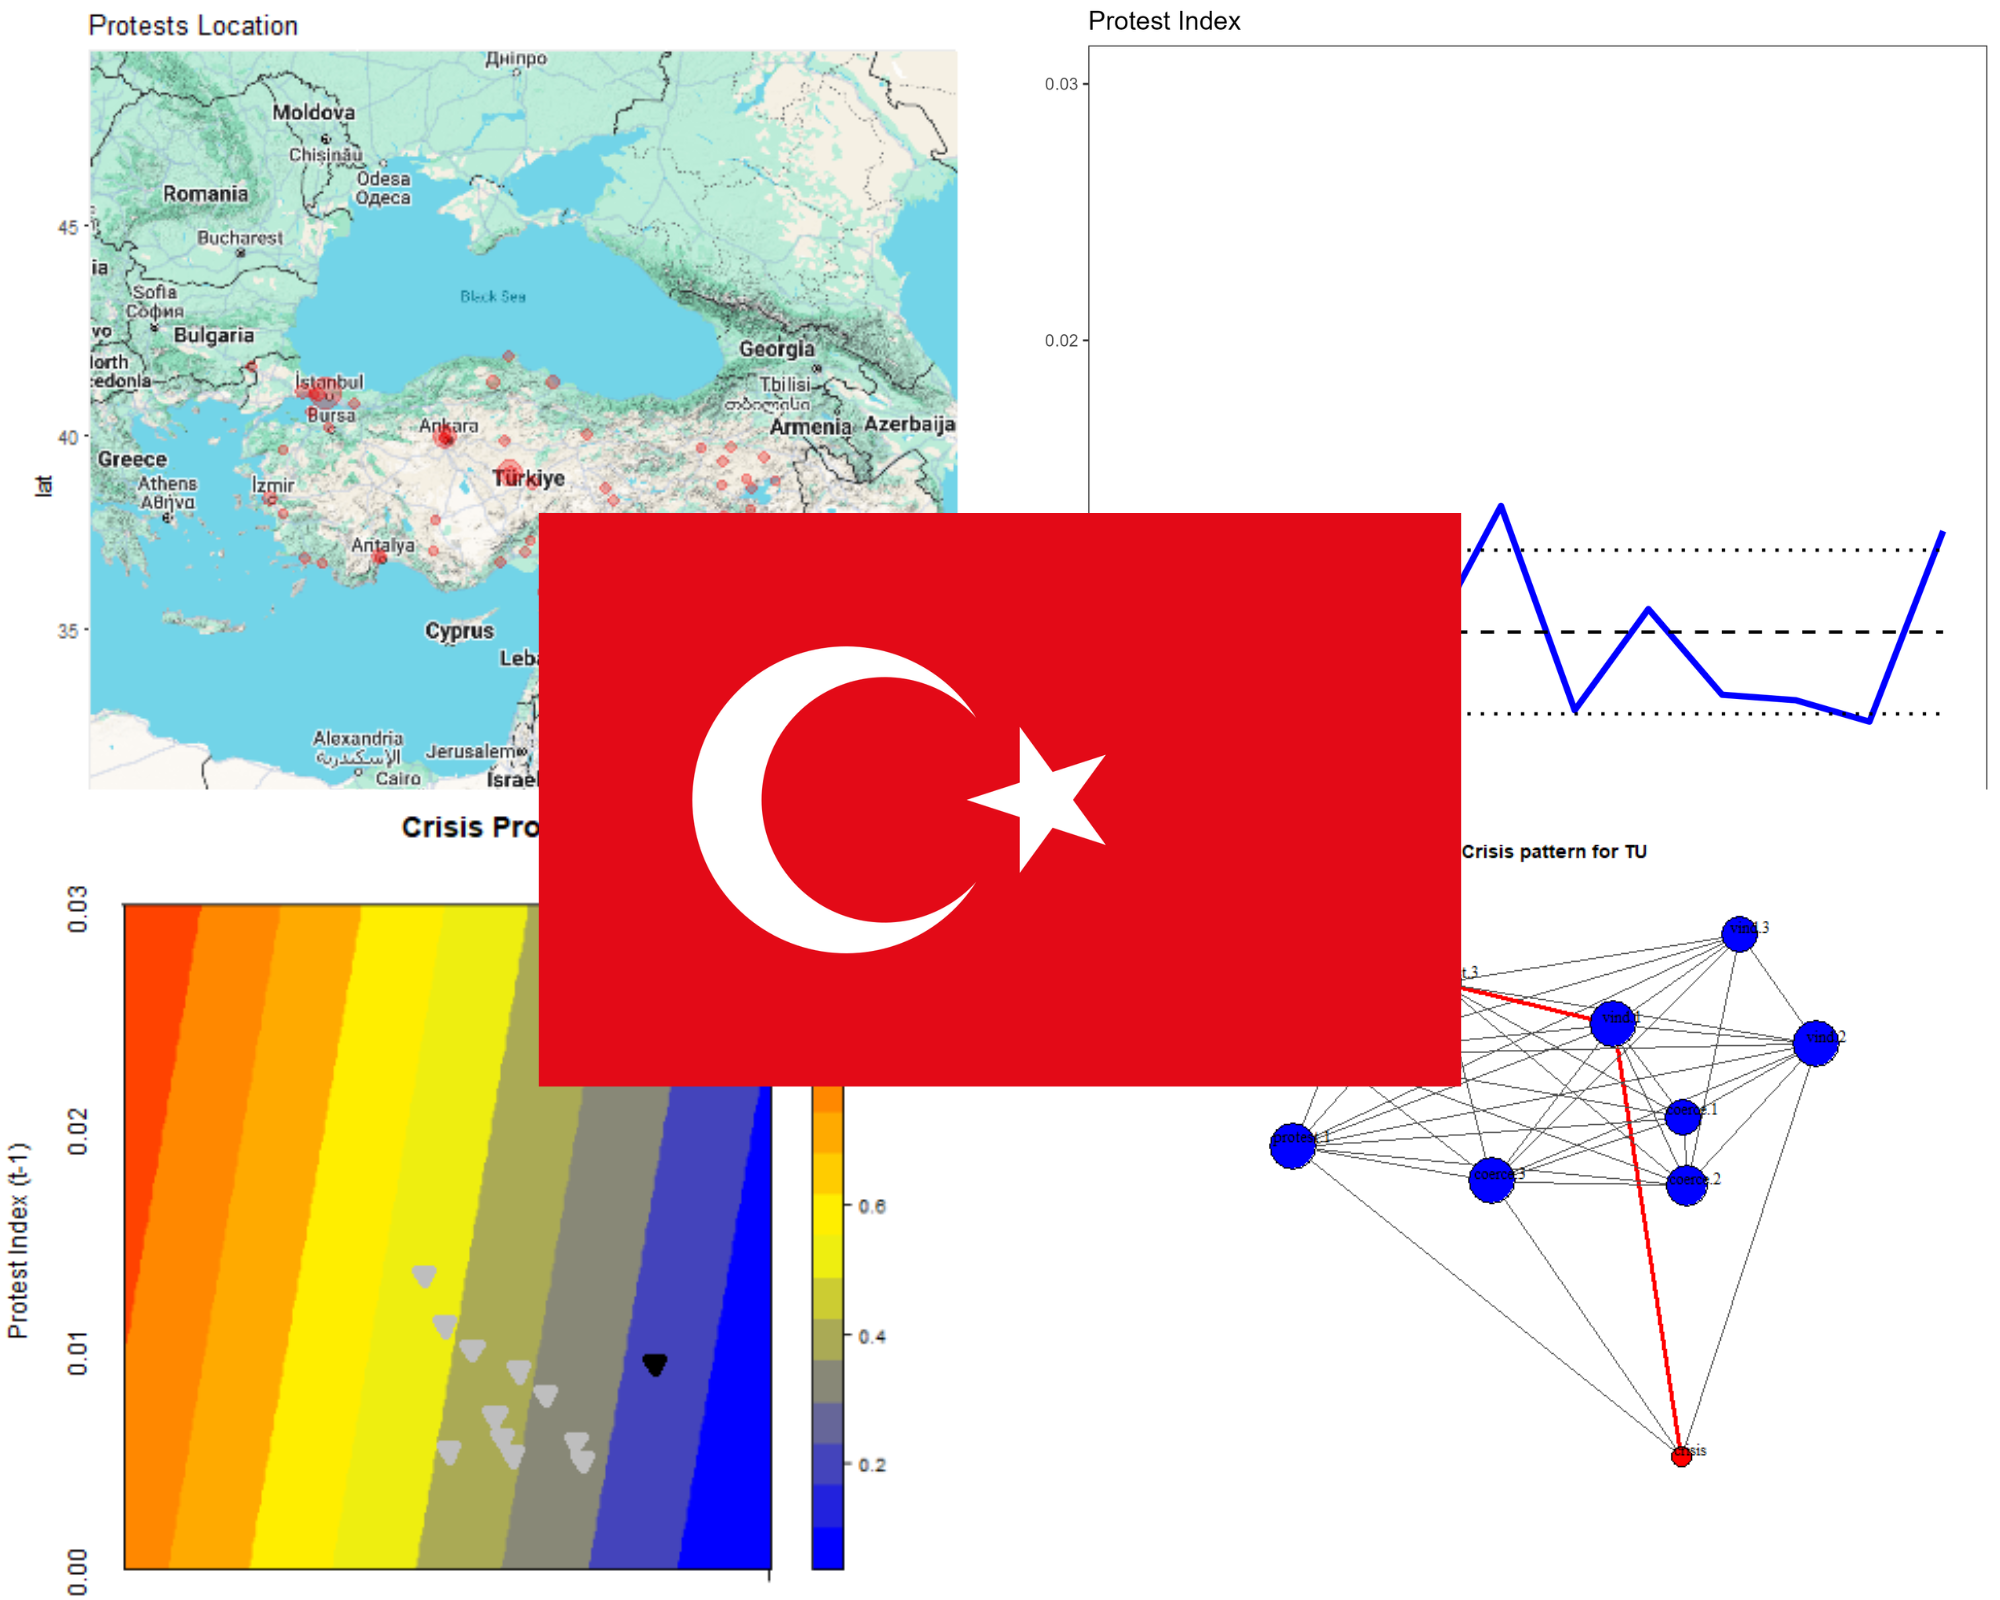 Protests Location
Protest Index
Дніпро
0.03
Moldova
Chișinău
Odesa
Одеса
Romania
45
Bucharest
ia
Sofia
София
Black Sea
vo
Bulgaria
Georgia
0.02
lorth
cedonia
İstanbul
Tbilisi
თბილისი
Bursa
Ankara
Armenia
Azerbaija
40
Greece
Athens
Αθήνα
İzmir
Türkiye
lat
Antalya
35
Cyprus
Leba
Alexandria
الإسكندرية
Jerusalem
Cairo
Israel
Crisis Pro
Crisis pattern for TU
0.03
vind.3
t.3
vind.1
vind.2
0.02
coerce.1
protest.1
coerce.3
coerce.2
0.6
Protest Index (t-1)
0.01
0.4
0.2
crisis
0.00